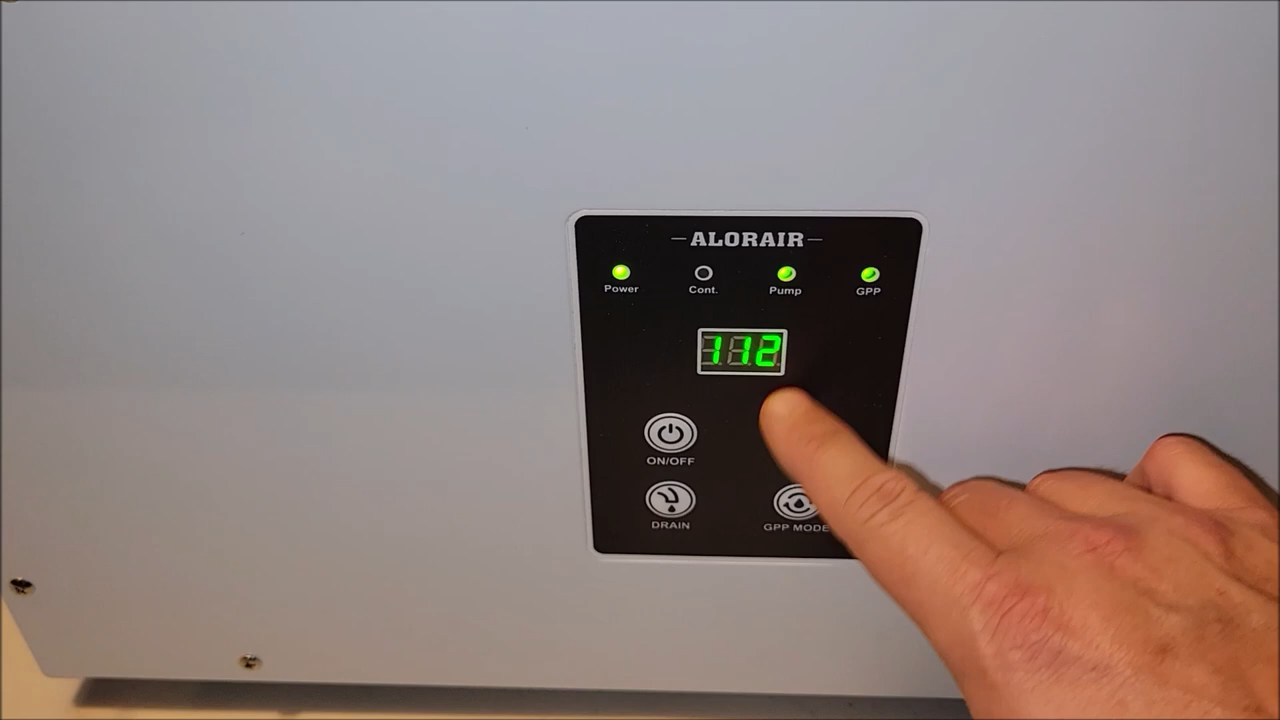 ALORAIR
Power Cont. Pump GPP
112
ON/OFF
DRAIN GPP MODE